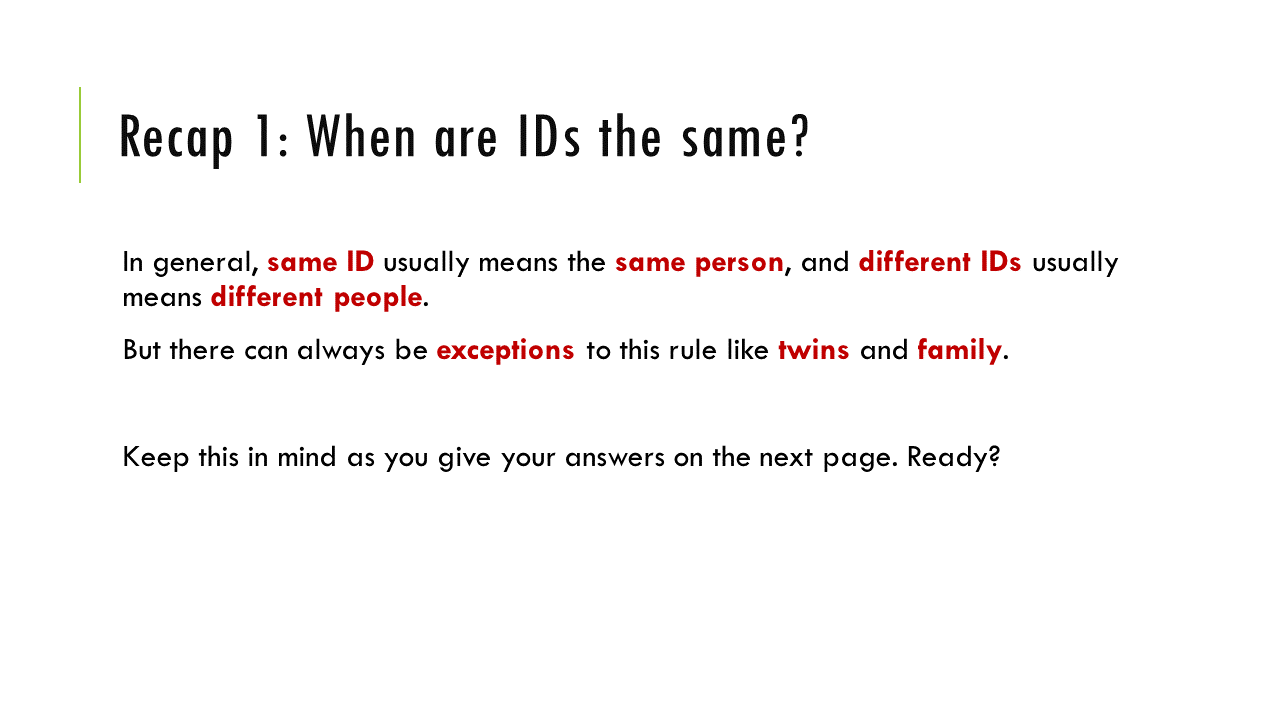 Recap 1: When are IDs the same?
In general, same ID usually means the same person, and different IDs usually
means different people.
But there can always be exceptions to this rule like twins and family.
Keep this in mind as you give your answers on the next page. Ready?